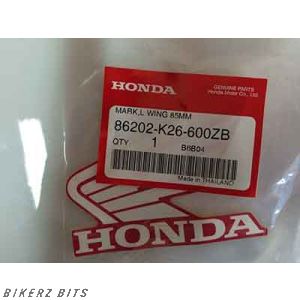 HONDA
GENUINE PARTS
Honda Motor Co., Ltd.
MARK,L WING 85MM
86202-K26-600ZB
QTY 1 B6B04
Made in THAILAND
HONDA
BIKERZ BITS